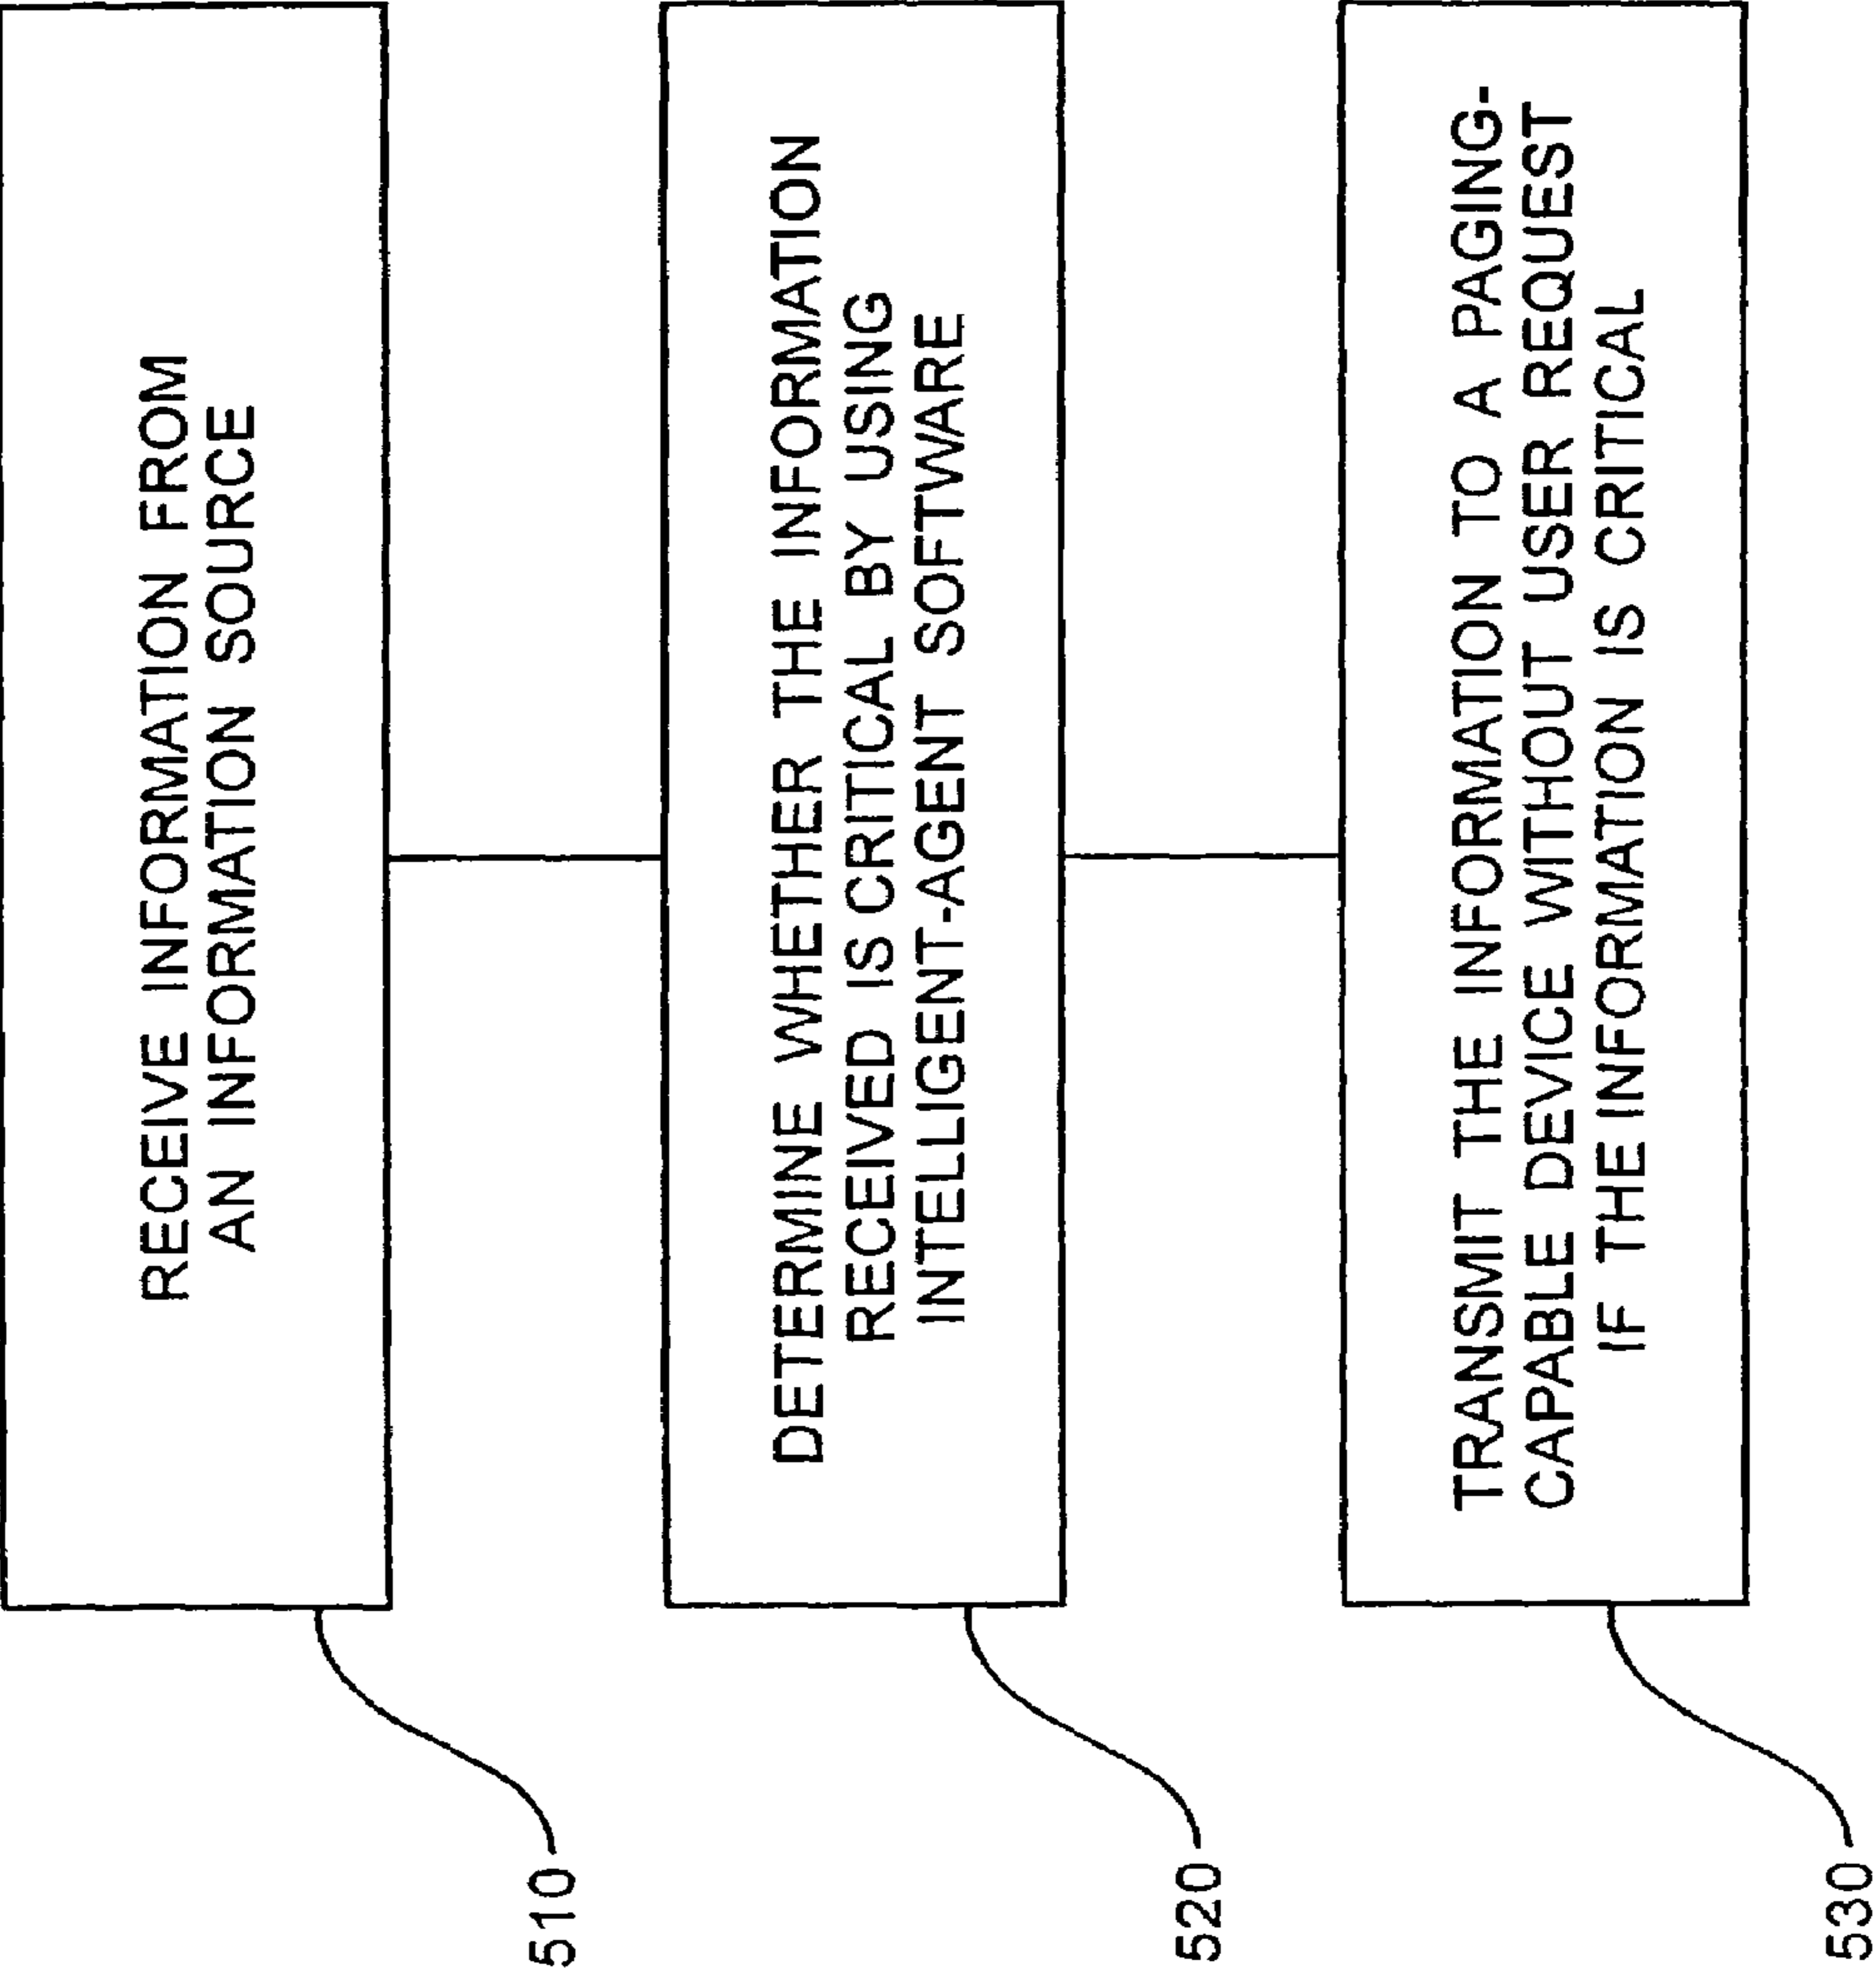 RECEIVE INFORMATION FROM
AN INFORMATION SOURCE
510
DETERMINE WHETHER THE INFORMATION
RECEIVED IS CRITICAL BY USING
INTELLIGENT-AGENT SOFTWARE
520
TRANSMIT THE INFORMATION TO A PAGING-
CAPABLE DEVICE WITHOUT USER REQUEST
IF THE INFORMATION IS CRITICAL
530